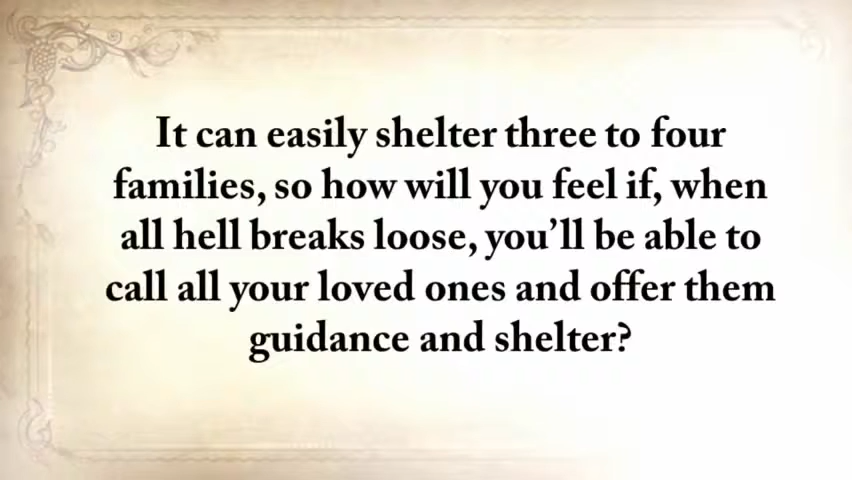 It can easily shelter three to four
families, so how will you feel if, when
all hell breaks loose, you’ll be able to
call all your loved ones and offer them
guidance and shelter?